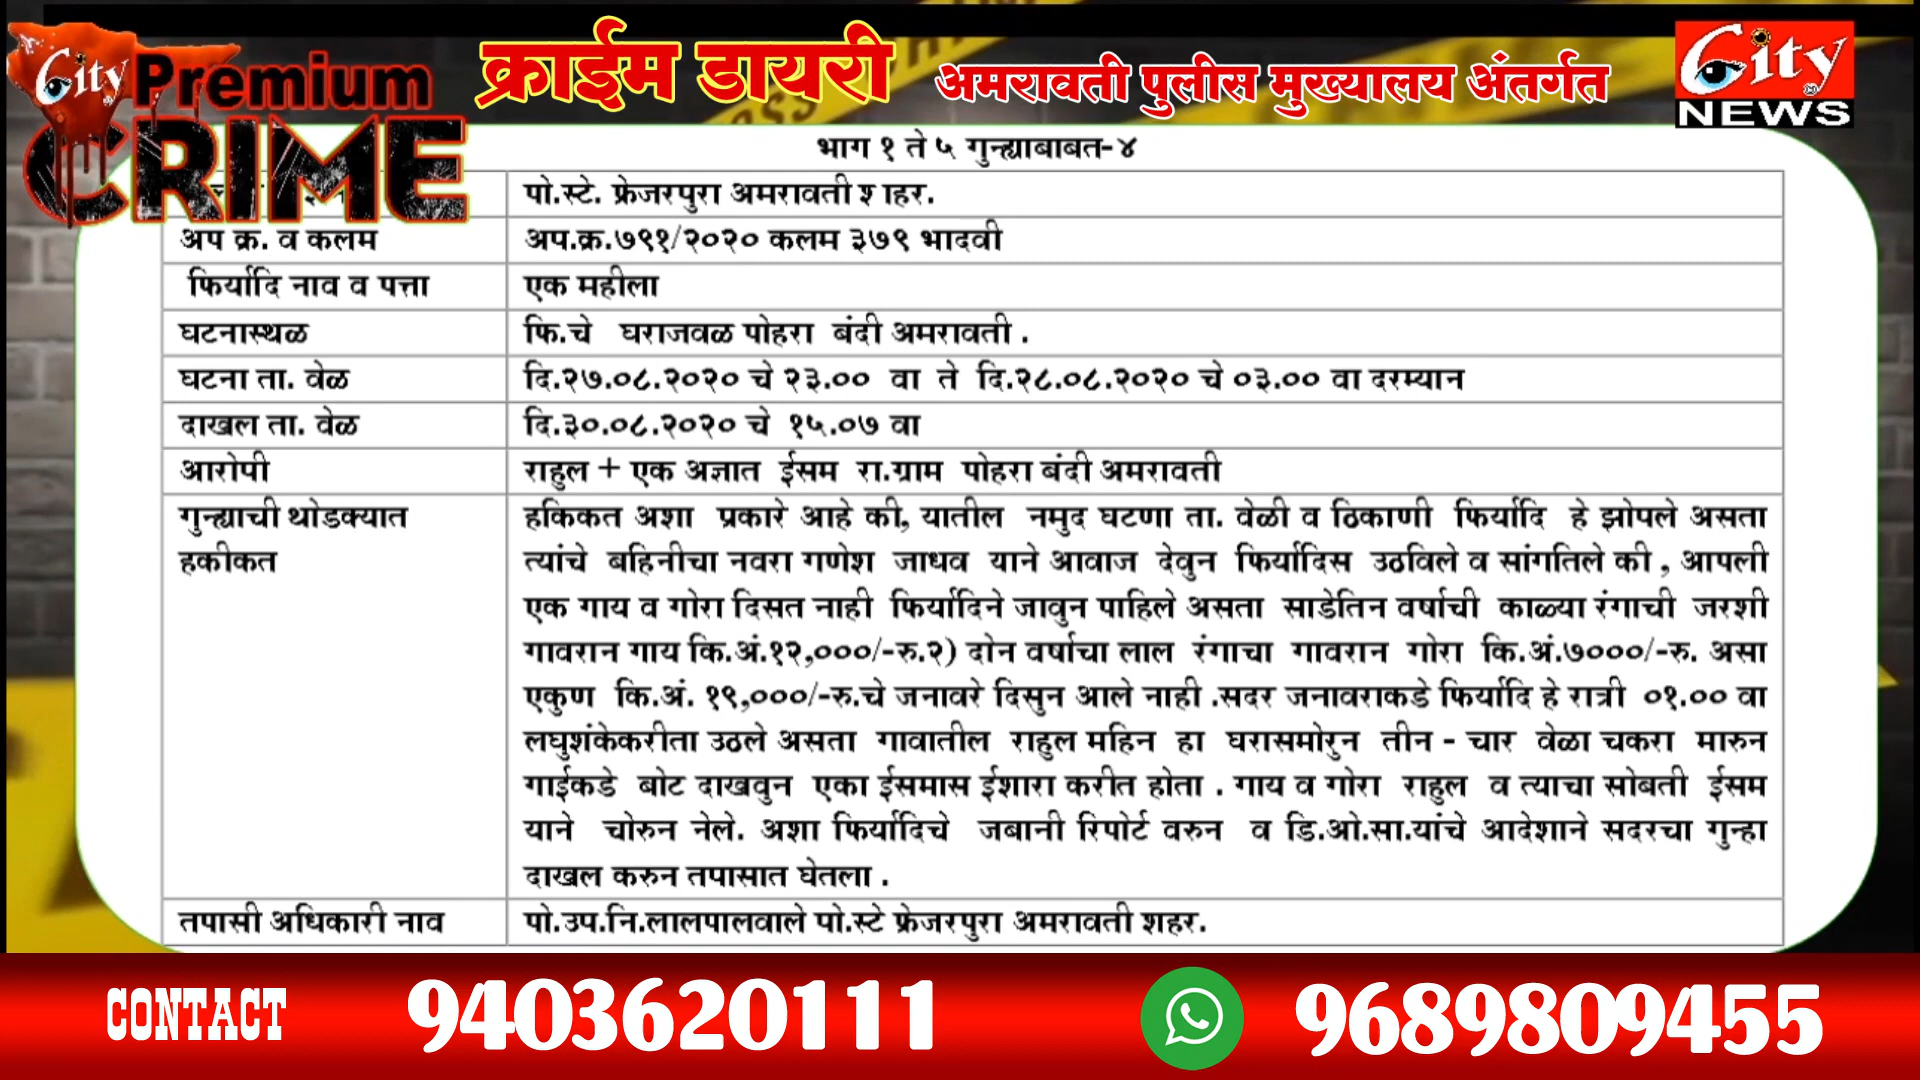 City Premium CRIME
क्राईम डायरी
अमरावती पुलीस मुख्यालय अंतर्गत
City NEWS
भाग १ ते ५ गुन्ह्याबाबत-४
पो.स्टे. फ्रेजरपुरा अमरावती श ाहर.
अप क्र. व कलम अप.क्र.७९१/२०२० कलम ३७९ भादवी
फिर्यादि नाव व पत्ता एक महीला
घटनास्थळ फि.चे घराजवळ पोहरा बंदी अमरावती .
घटना ता. वेळ दि.२७.०८.२०२० चे २३.०० वा ते दि.२८.०८.२०२० चे ०३.०० वा दरम्यान
दाखल ता. वेळ दि.३०.०८.२०२० चे १५.०७ वा
आरोपी राहुल + एक अज्ञात ईसम रा.ग्राम पोहरा बंदी अमरावती
गुन्ह्याची थोडक्यात हकिकत अशा प्रकारे आहे की, यातील नमुद घटणा ता. वेळी व ठिकाणी फिर्यादि हे झोपले असता
हकीकत त्यांचे बहिनीचा नवरा गणेश जाधव याने आवाज देवुन फिर्यादिस उठविले व सांगतिले की , आपली
एक गाय व गोरा दिसत नाही फिर्यादिने जावुन पाहिले असता साडेतिन वर्षाची काळ्या रंगाची जरशी
गावरान गाय कि.अं.१२,०००/-रु.२) दोन वर्षाचा लाल रंगाचा गावरान गोरा कि.अं.७०००/-रु. असा
एकुण कि.अं. १९,०००/-रु.चे जनावरे दिसुन आले नाही .सदर जनावराकडे फिर्यादि हे रात्री ०१.०० वा
लघुशंकेकरीता उठले असता गावातील राहुल महिन हा घरासमोरुन तीन - चार वेळा चकरा मारुन
गाईकडे बोट दाखवुन एका ईसमास ईशारा करीत होता . गाय व गोरा राहुल व त्याचा सोबती ईसम
याने चोरुन नेले. अशा फिर्यादिचे जबानी रिपोर्ट वरुन व डि.ओ.सा.यांचे आदेशाने सदरचा गुन्हा
दाखल करुन तपासात घेतला .
तपासी अधिकारी नाव पो.उप.नि.लालपालवाले पो.स्टे फ्रेजरपुरा अमरावती शहर.
CONTACT 9403620111 9689809455